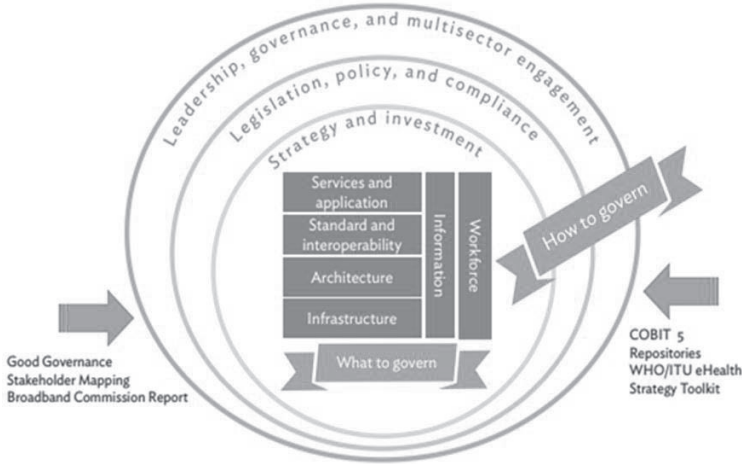 Leadership, governance, and multisector engagement
Legislation, policy, and compliance
Strategy and investment
Services and
application
Standard and
interoperability
Architecture
Infrastructure
Information
Workforce
How to govern
What to govern
Good Governance
Stakeholder Mapping
Broadband Commission Report
COBIT 5
Repositories
WHO/ITU eHealth
Strategy Toolkit